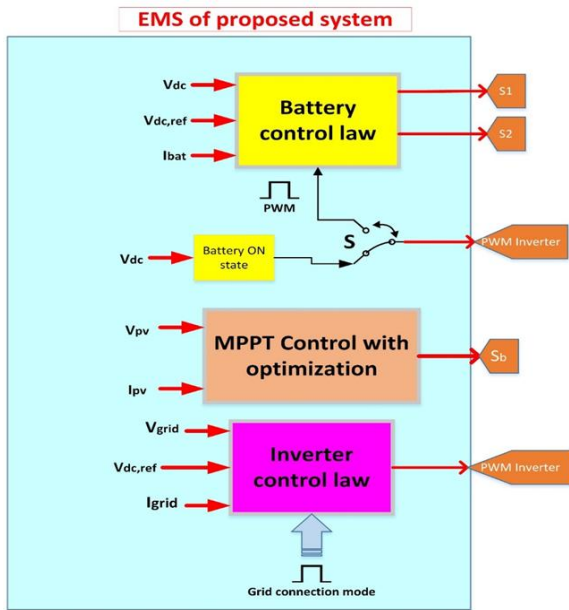 EMS of proposed system
Vdc
Vdc,ref
Ibat
Battery
control law
S1
S2
PWM
S
PWM Inverter
Vdc
Battery ON
state
Vpv
Ipv
MPPT Control with
optimization
Sb
Vgrid
Vdc,ref
Igrid
Inverter
control law
PWM Inverter
Grid connection mode